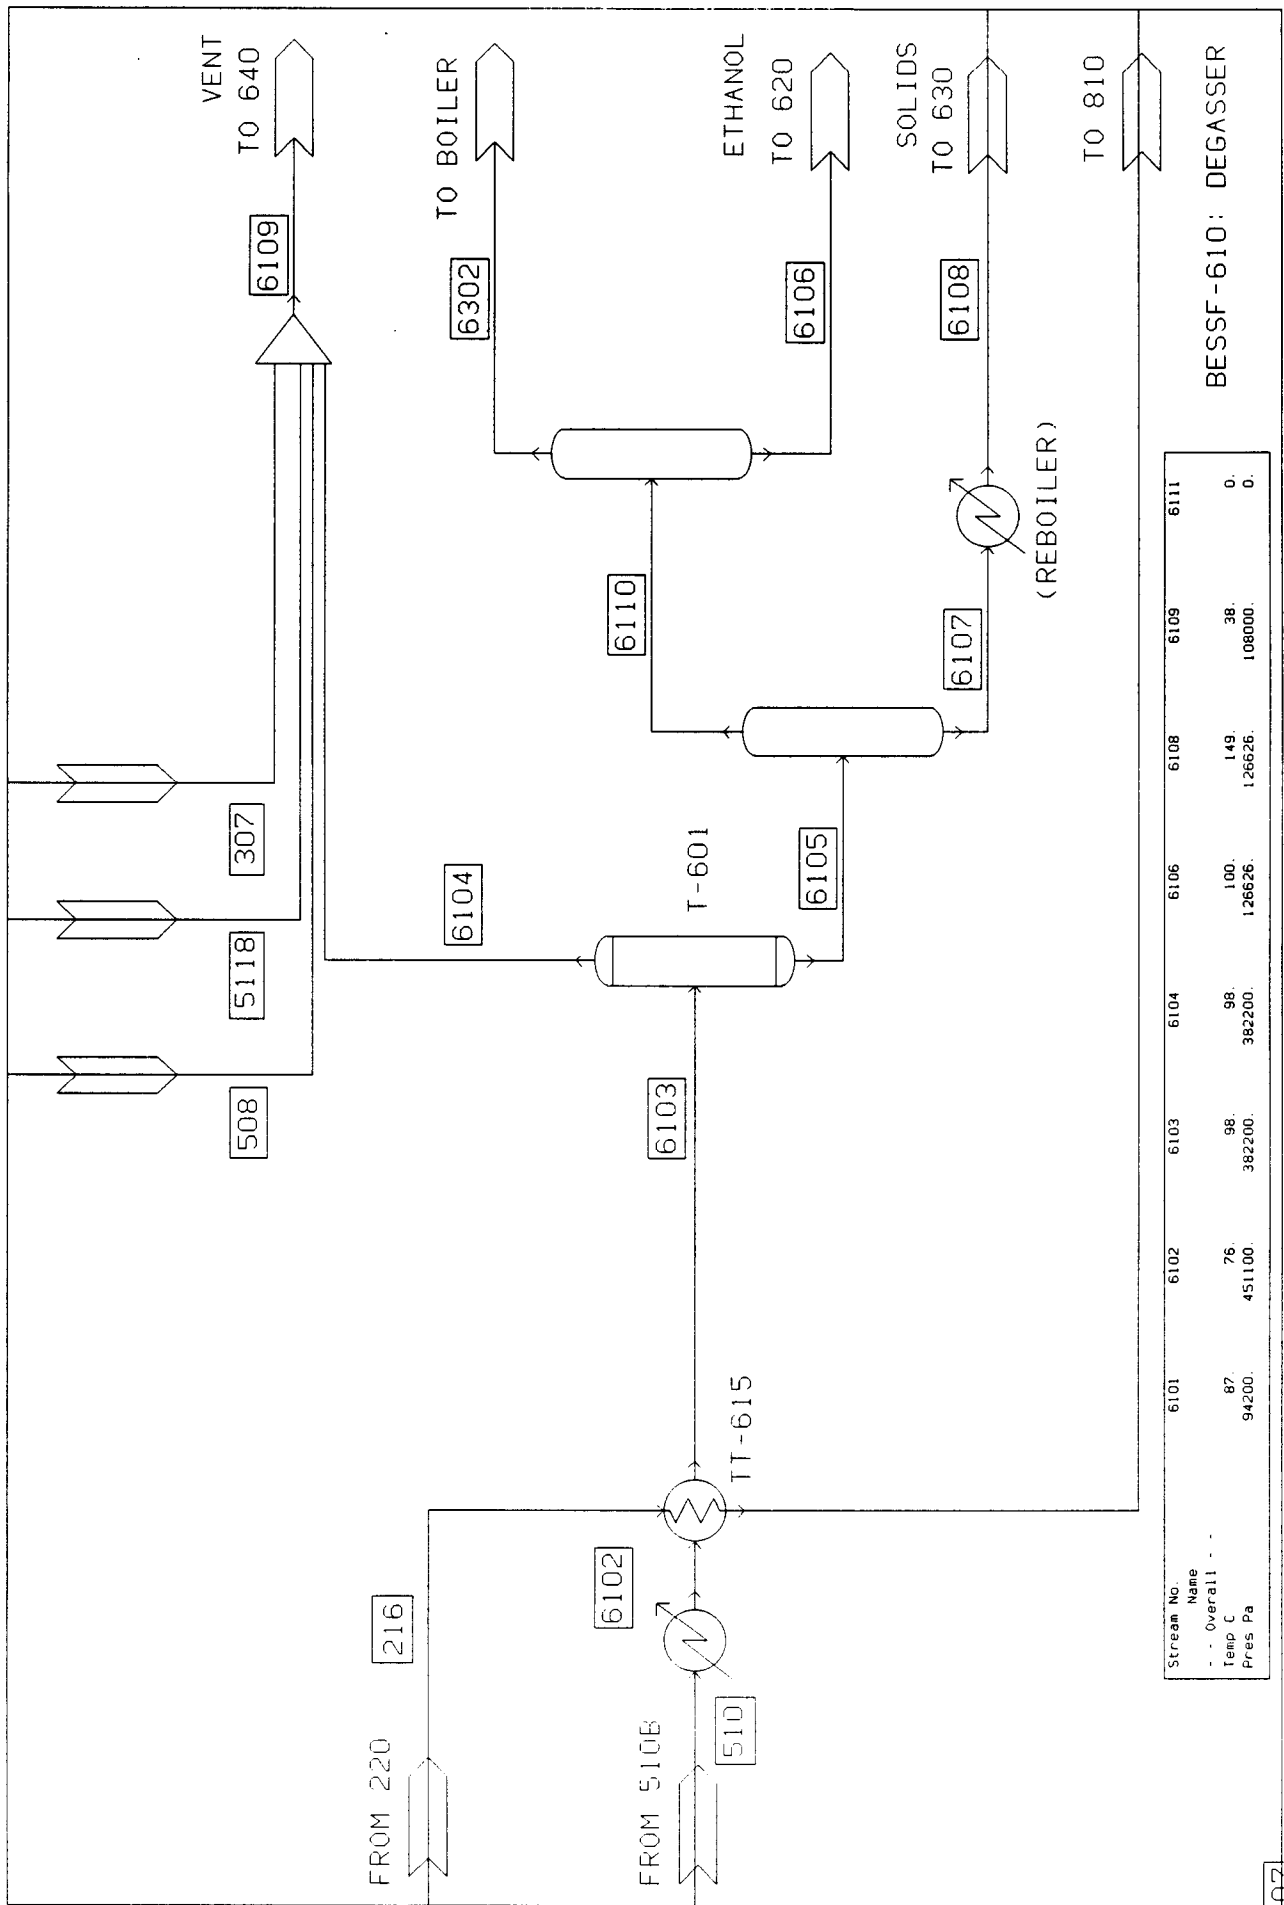 VENT
TO 640
6109
TO BOILER
6302
ETHANOL
TO 620
6106
SOLIDS
TO 630
6108
TO 810
307
5118
508
6104
T-601
6105
6110
6107
(REBOILER)
6103
TT-615
6102
216
FROM 220
FROM 510B
510
BESSF-610: DEGASSER
Stream No. 6101 6102 6103 6104 6106 6108 6109 6111
Name
- - Overall - -
Temp C 87. 76. 98. 98. 100. 149. 38. 0.
Pres Pa 94200. 451100. 382200. 382200. 126626. 126626. 108000. 0.